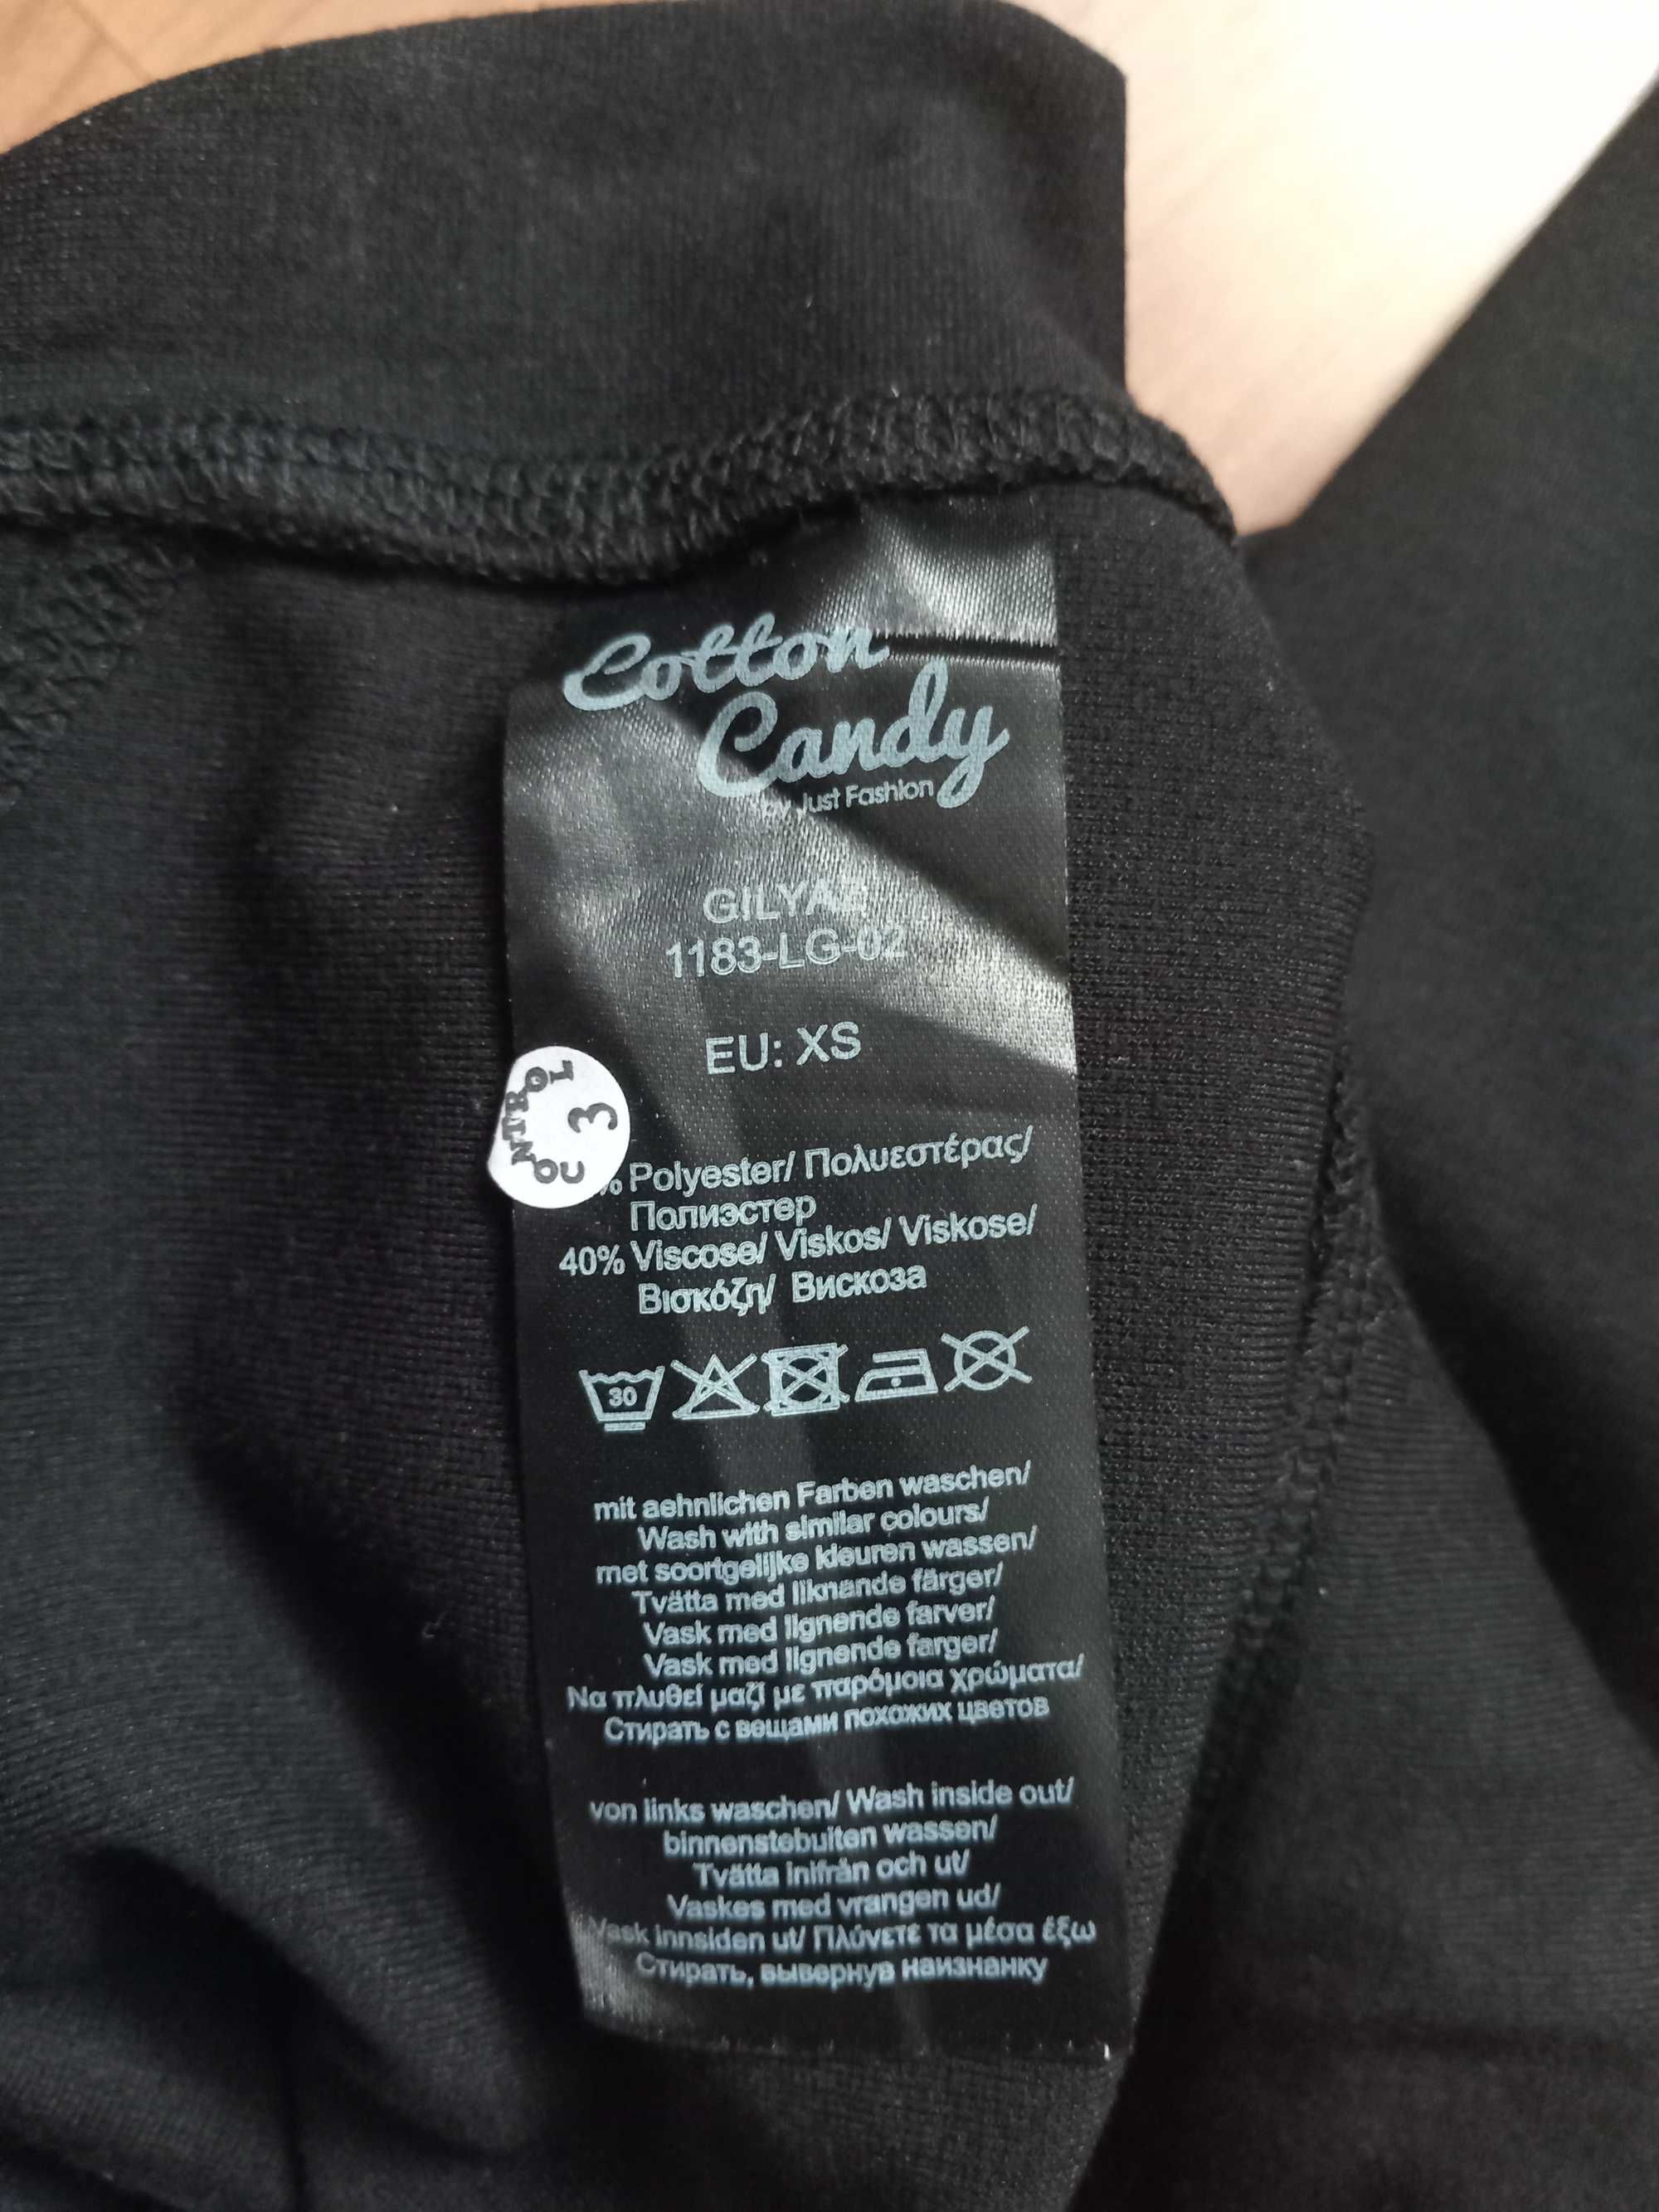 Cotton
Candy
by Just Fashion
1183-LG-02
EU: XS
CONTROL
3
% Polyester/ Πολυεστέρας/
Полиэстер
40% Viscose/ Viskos/ Viskose/
Βισκόζη/ Вискоза
30
mit aehnlichen Farben waschen/
Wash with similar colours/
met soortgelijke kleuren wassen/
Tvätta med liknande färger/
Vask med lignende farver/
Vask med lignende farger/
Να πλυθεί μαζί με παρόμοια χρώματα/
Стирать с вещами похожих цветов
von links waschen/ Wash inside out/
binnenstebuiten wassen/
Tvätta inifrån och ut/
Vaskes med vrangen ud/
Vask innsiden ut/ Πλύνετε τα μέσα έξω
Стирать, вывернув наизнанку